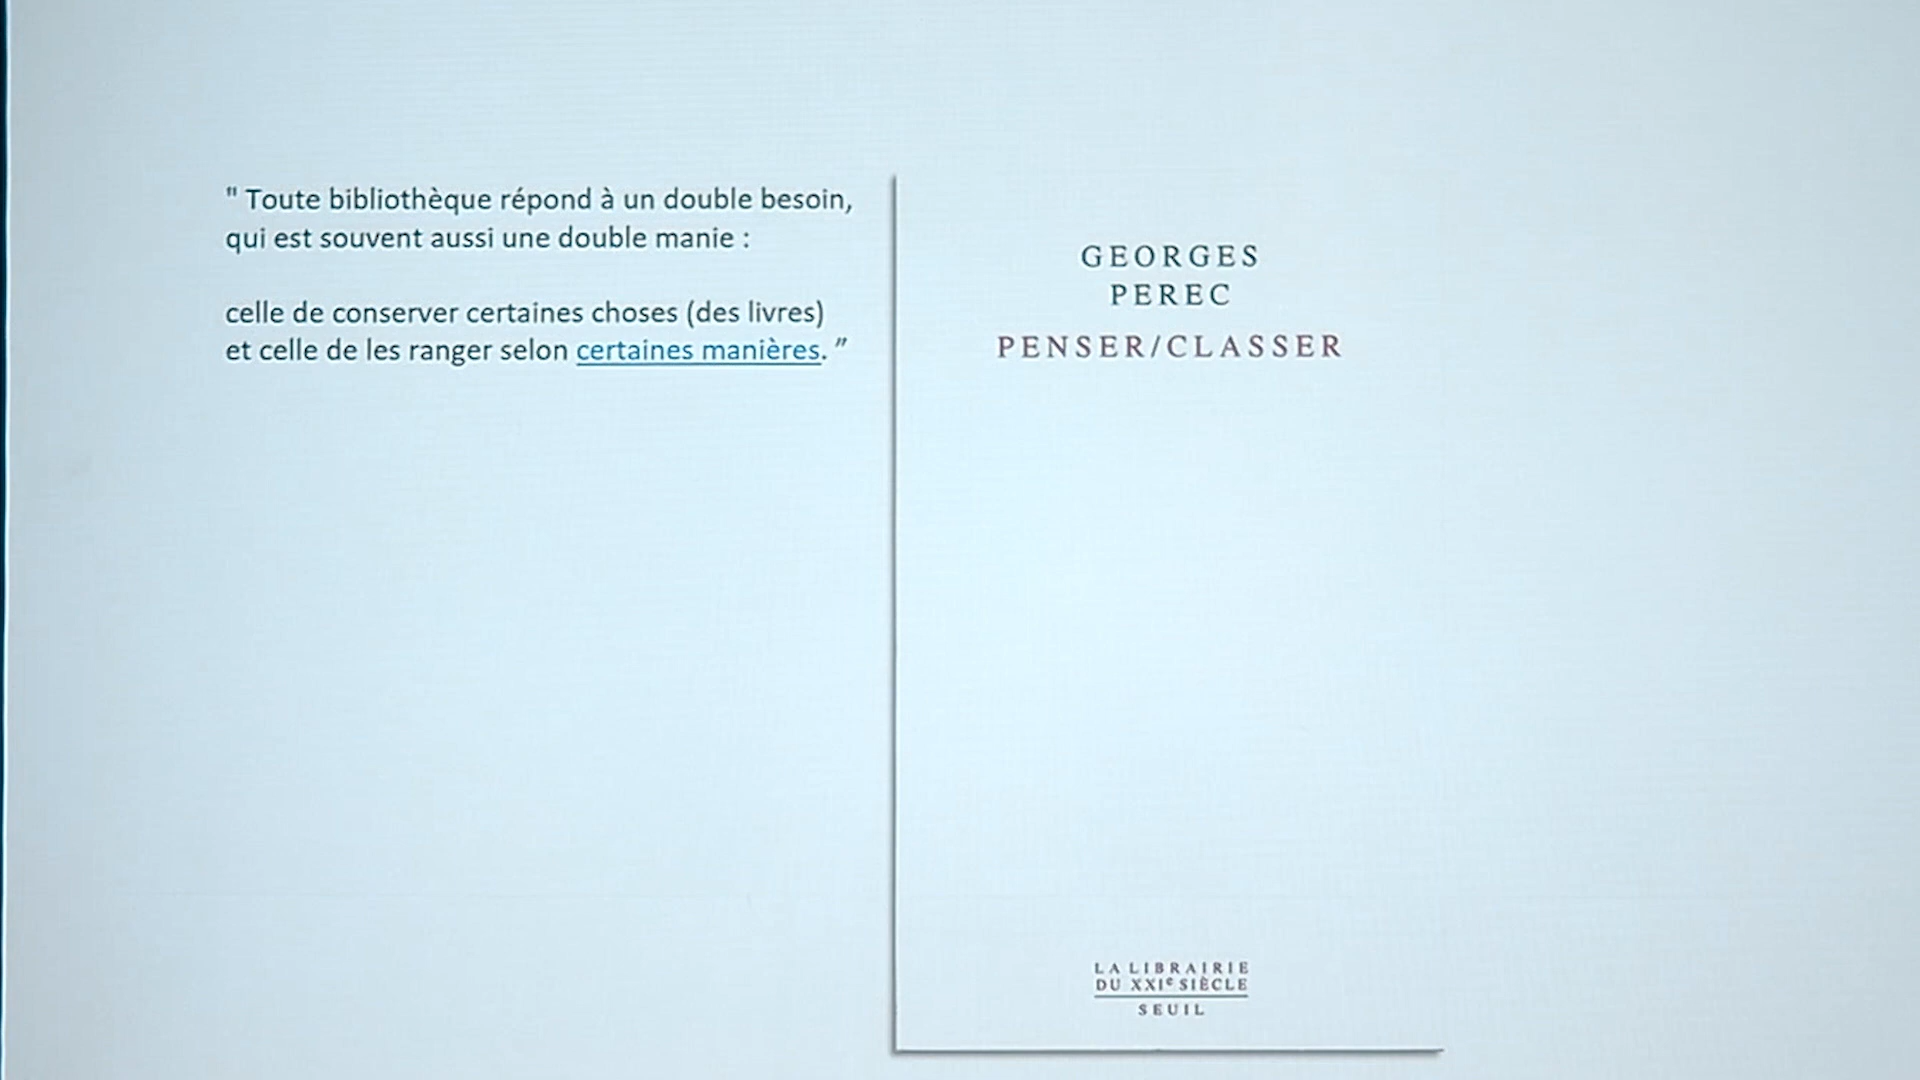 " Toute bibliothèque répond à un double besoin,
qui est souvent aussi une double manie :
celle de conserver certaines choses (des livres)
et celle de les ranger selon certaines manières. "
GEORGES
PEREC
PENSER/CLASSER
LA LIBRAIRIE
DU XXIe SIÈCLE
SEUIL